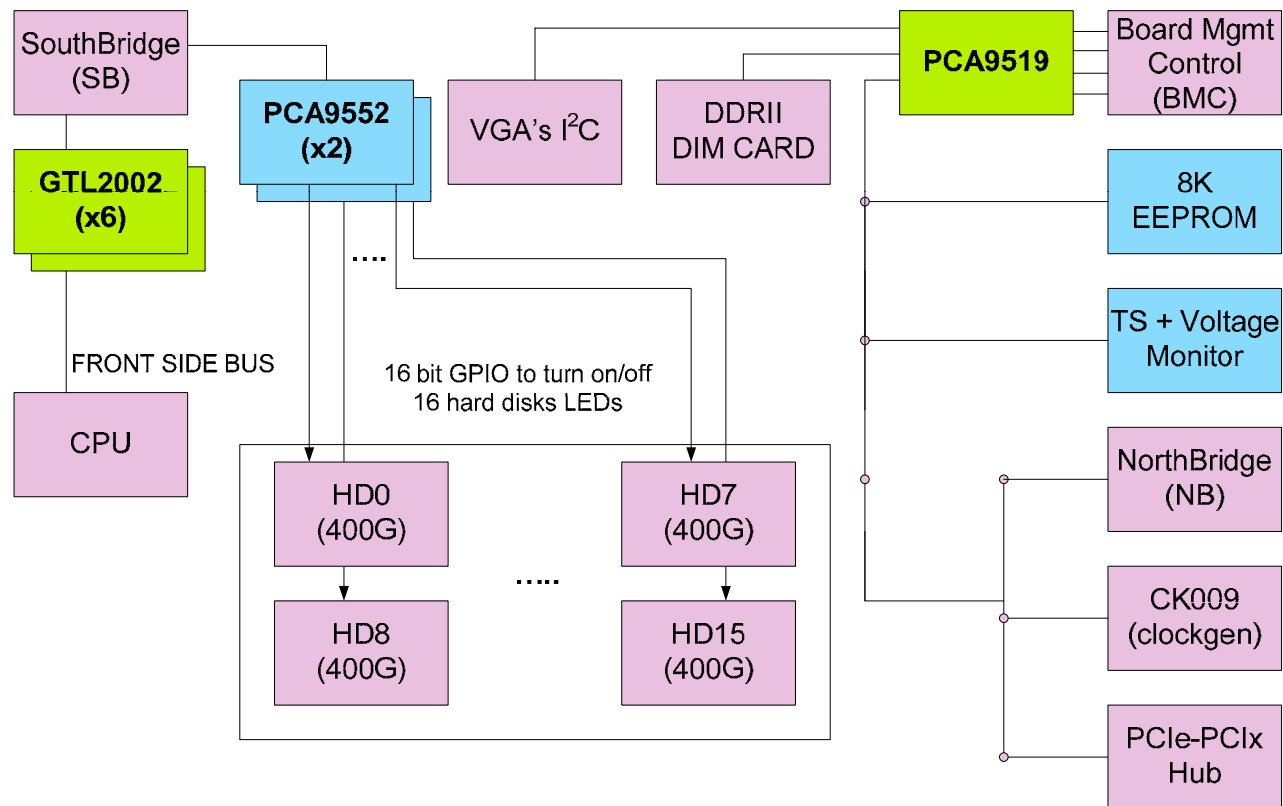 SouthBridge
(SB)
PCA9552
(x2)
VGA's I²C
DDRII
DIM CARD
PCA9519
Board Mgmt
Control
(BMC)
GTL2002
(x6)
8K
EEPROM
....
TS + Voltage
Monitor
FRONT SIDE BUS
16 bit GPIO to turn on/off
16 hard disks LEDs
CPU
HD0
(400G)
HD7
(400G)
NorthBridge
(NB)
.....
HD8
(400G)
HD15
(400G)
CK009
(clockgen)
PCIe-PCIx
Hub